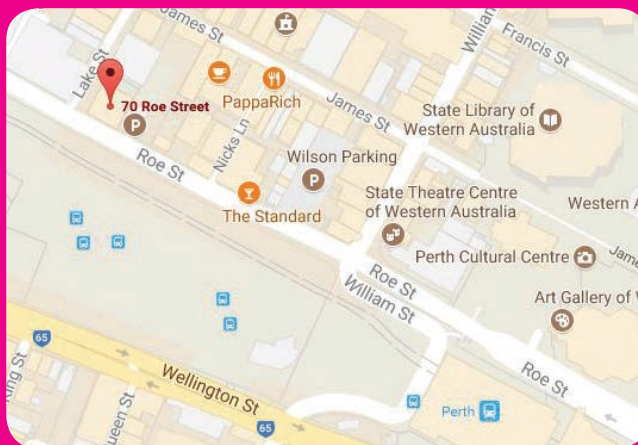 James St
Francis St
Lake St
70 Roe Street
P
PappaRich
James St
State Library of
Western Australia
Nicks Ln
Wilson Parking
P
Roe St
The Standard
State Theatre Centre
of Western Australia
Western A
Perth Cultural Centre
Roe St
William St
Art Gallery of
65
Wellington St
Roe St
King St
Queen St
65
Perth